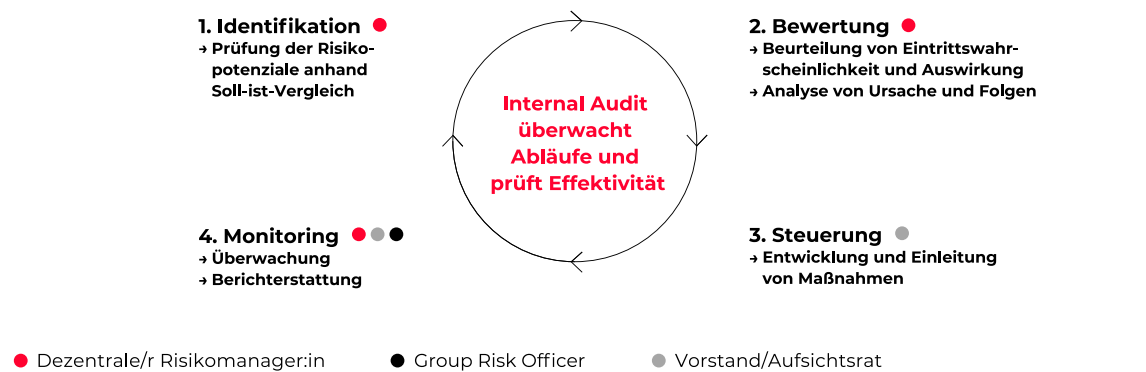 1. Identifikation
→ Prüfung der Risiko-
potenziale anhand
Soll-ist-Vergleich
2. Bewertung
→ Beurteilung von Eintrittswahr-
scheinlichkeit und Auswirkung
→ Analyse von Ursache und Folgen
Internal Audit
überwacht
Abläufe und
prüft Effektivität
4. Monitoring
→ Überwachung
→ Berichterstattung
3. Steuerung
→ Entwicklung und Einleitung
von Maßnahmen
Dezentrale/r Risikomanager:in
Group Risk Officer
Vorstand/Aufsichtsrat